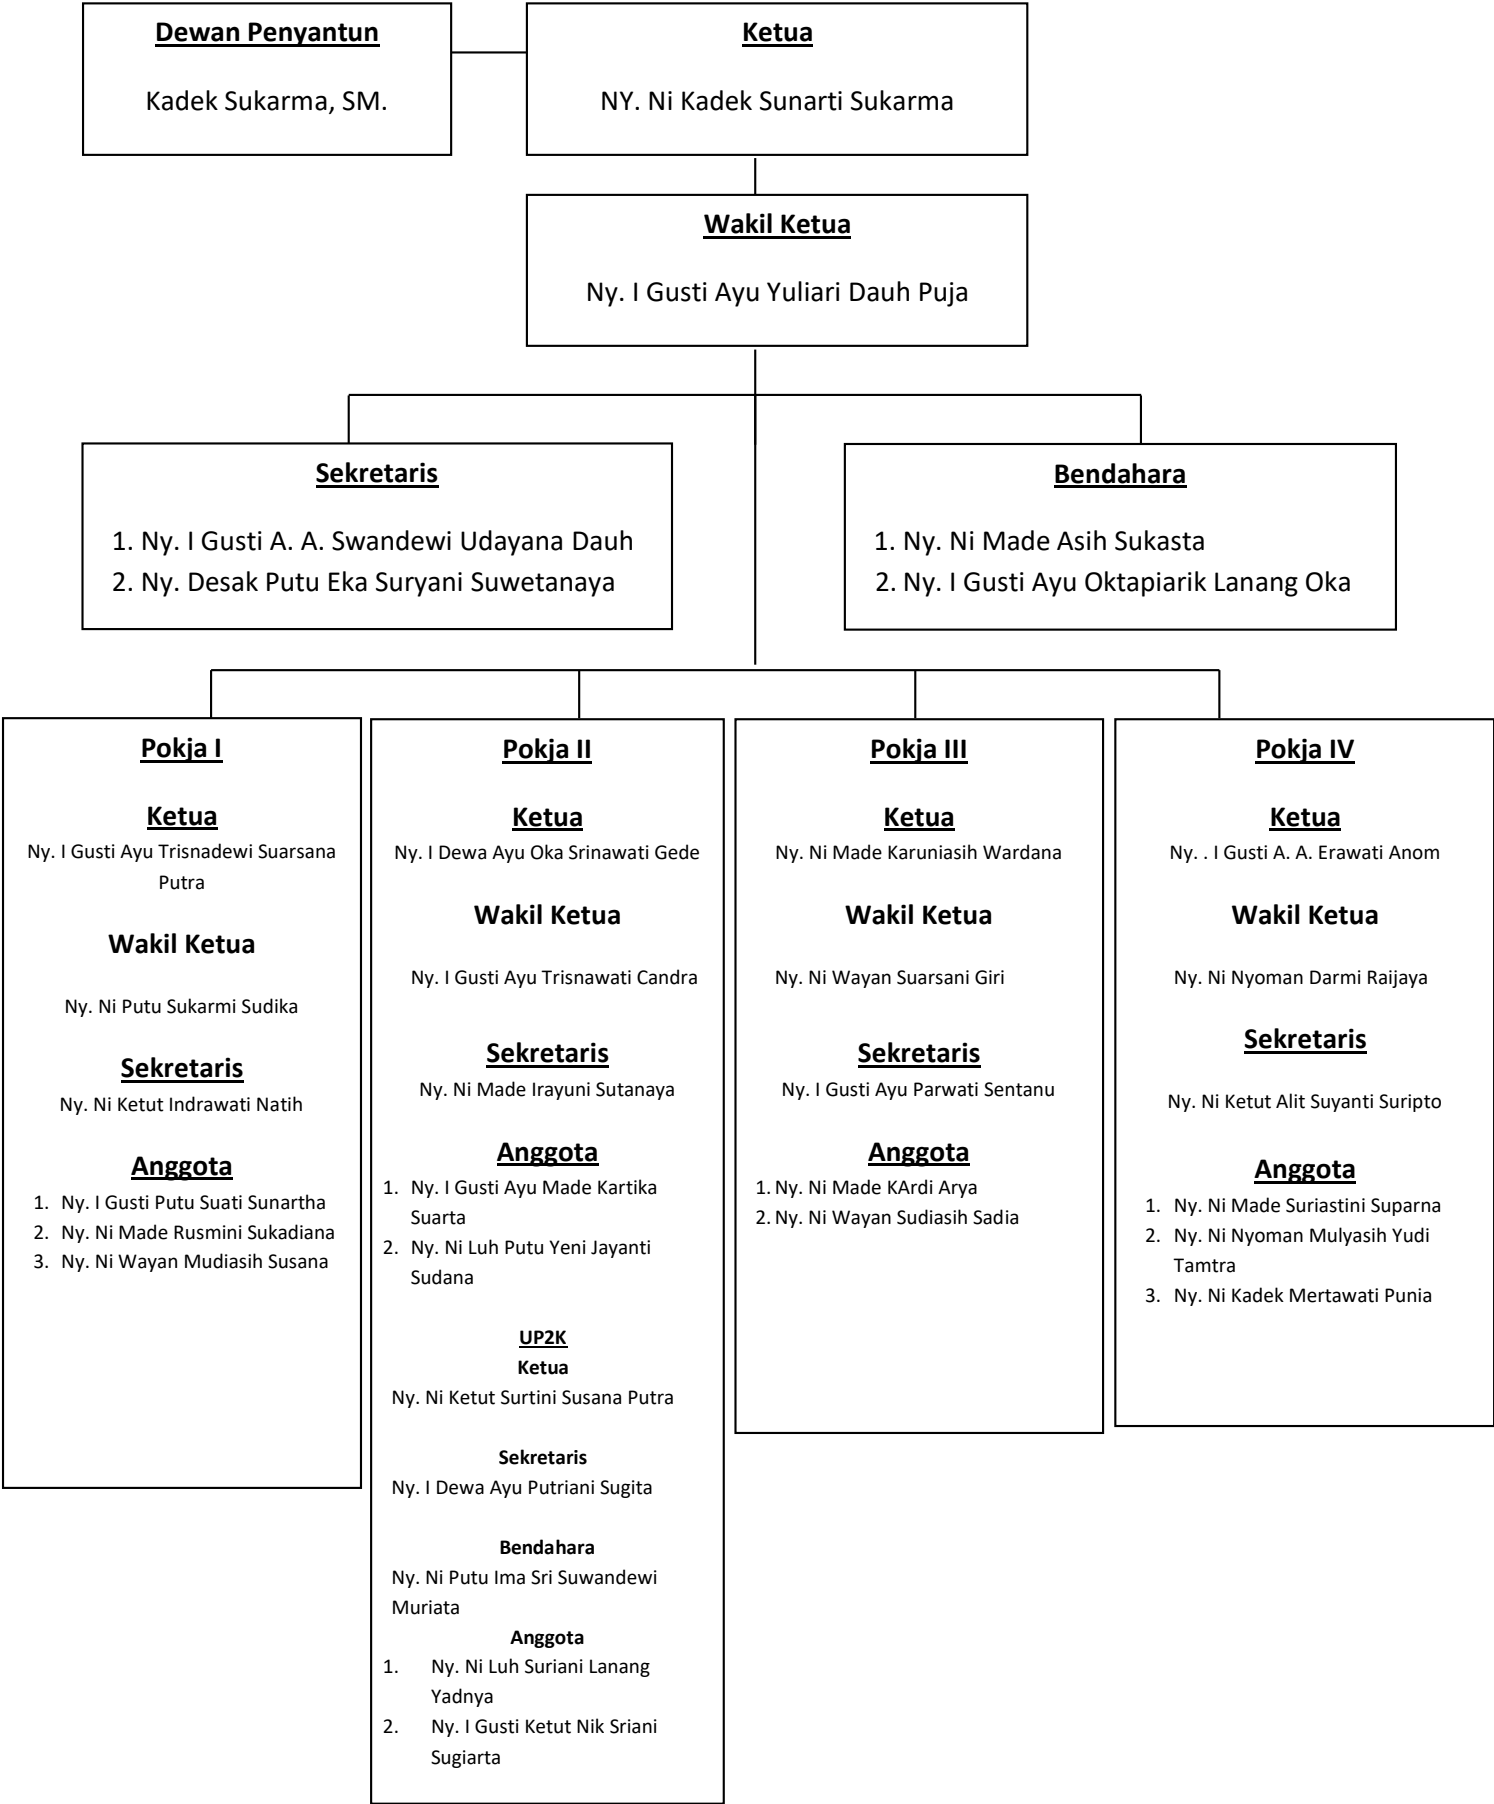 Dewan Penyantun
Kadek Sukarma, SM.
Ketua
NY. Ni Kadek Sunarti Sukarma
Wakil Ketua
Ny. I Gusti Ayu Yuliari Dauh Puja
Sekretaris
1. Ny. I Gusti A. A. Swandewi Udayana Dauh
2. Ny. Desak Putu Eka Suryani Suwetanaya
Bendahara
1. Ny. Ni Made Asih Sukasta
2. Ny. I Gusti Ayu Oktapiarik Lanang Oka
Pokja I
Ketua
Ny. I Gusti Ayu Trisnadewi Suarsana
Putra
Wakil Ketua
Ny. Ni Putu Sukarmi Sudika
Sekretaris
Ny. Ni Ketut Indrawati Natih
Anggota
1. Ny. I Gusti Putu Suati Sunartha
2. Ny. Ni Made Rusmini Sukadiana
3. Ny. Ni Wayan Mudiasih Susana
Pokja II
Ketua
Ny. I Dewa Ayu Oka Srinawati Gede
Wakil Ketua
Ny. I Gusti Ayu Trisnawati Candra
Sekretaris
Ny. Ni Made Irayuni Sutanaya
Anggota
1. Ny. I Gusti Ayu Made Kartika
Suarta
2. Ny. Ni Luh Putu Yeni Jayanti
Sudana
UP2K
Ketua
Ny. Ni Ketut Surtini Susana Putra
Sekretaris
Ny. I Dewa Ayu Putriani Sugita
Bendahara
Ny. Ni Putu Ima Sri Suwandewi
Muriata
Anggota
1. Ny. Ni Luh Suriani Lanang
Yadnya
2. Ny. I Gusti Ketut Nik Sriani
Sugiarta
Pokja III
Ketua
Ny. Ni Made Karuniasih Wardana
Wakil Ketua
Ny. Ni Wayan Suarsani Giri
Sekretaris
Ny. I Gusti Ayu Parwati Sentanu
Anggota
1. Ny. Ni Made KArdi Arya
2. Ny. Ni Wayan Sudiasih Sadia
Pokja IV
Ketua
Ny. . I Gusti A. A. Erawati Anom
Wakil Ketua
Ny. Ni Nyoman Darmi Raijaya
Sekretaris
Ny. Ni Ketut Alit Suyanti Suripto
Anggota
1. Ny. Ni Made Suriastini Suparna
2. Ny. Ni Nyoman Mulyasih Yudi
Tamtra
3. Ny. Ni Kadek Mertawati Punia